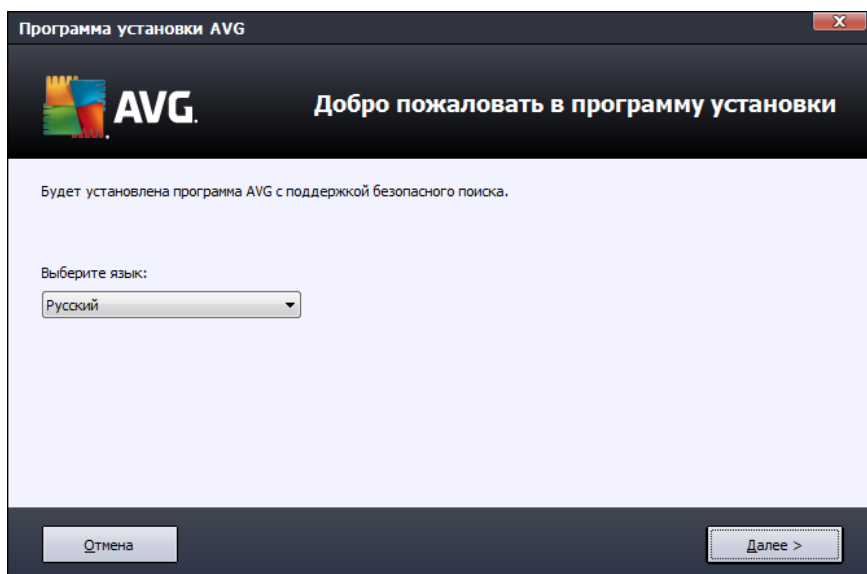 Программа установки AVG
X
AVG.
Добро пожаловать в программу установки
Будет установлена программа AVG с поддержкой безопасного поиска.
Выберите язык:
Русский
Отмена
Далее >